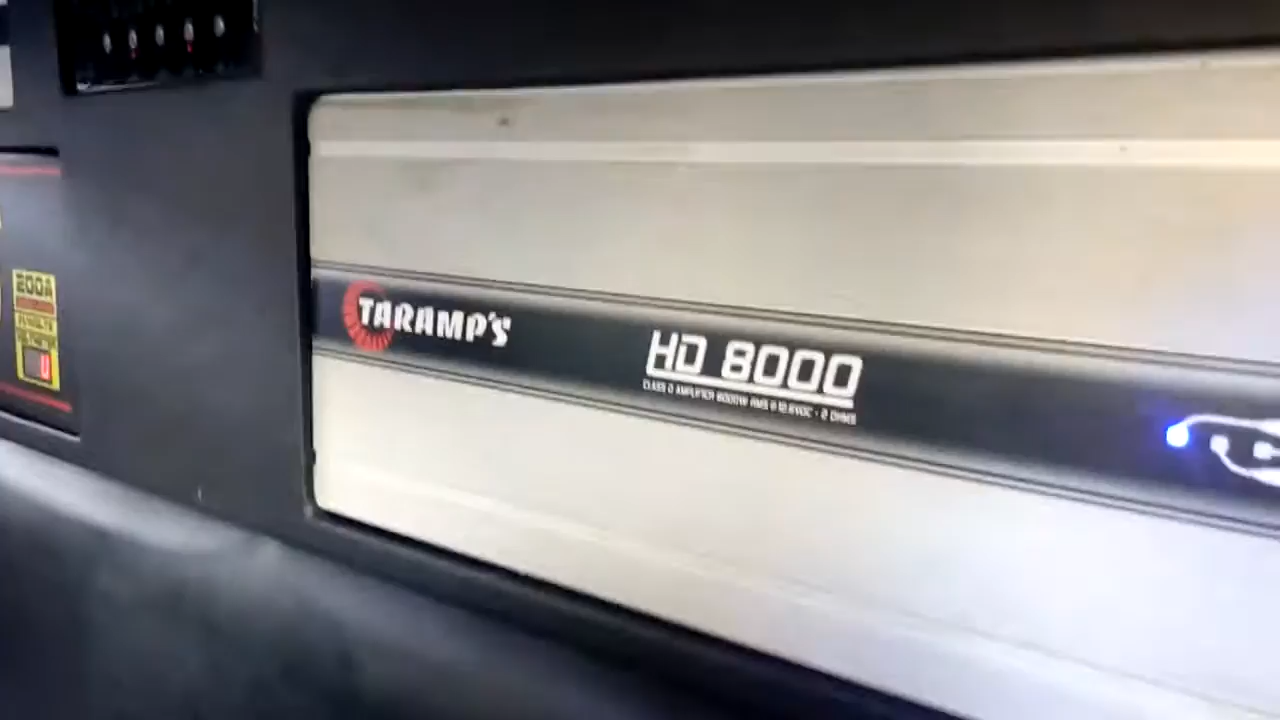 200A
TARAMP'S
HD 8000
CLASS D AMPLIFIER 8000W RMS @ 12.6VDC - 2 OHMS